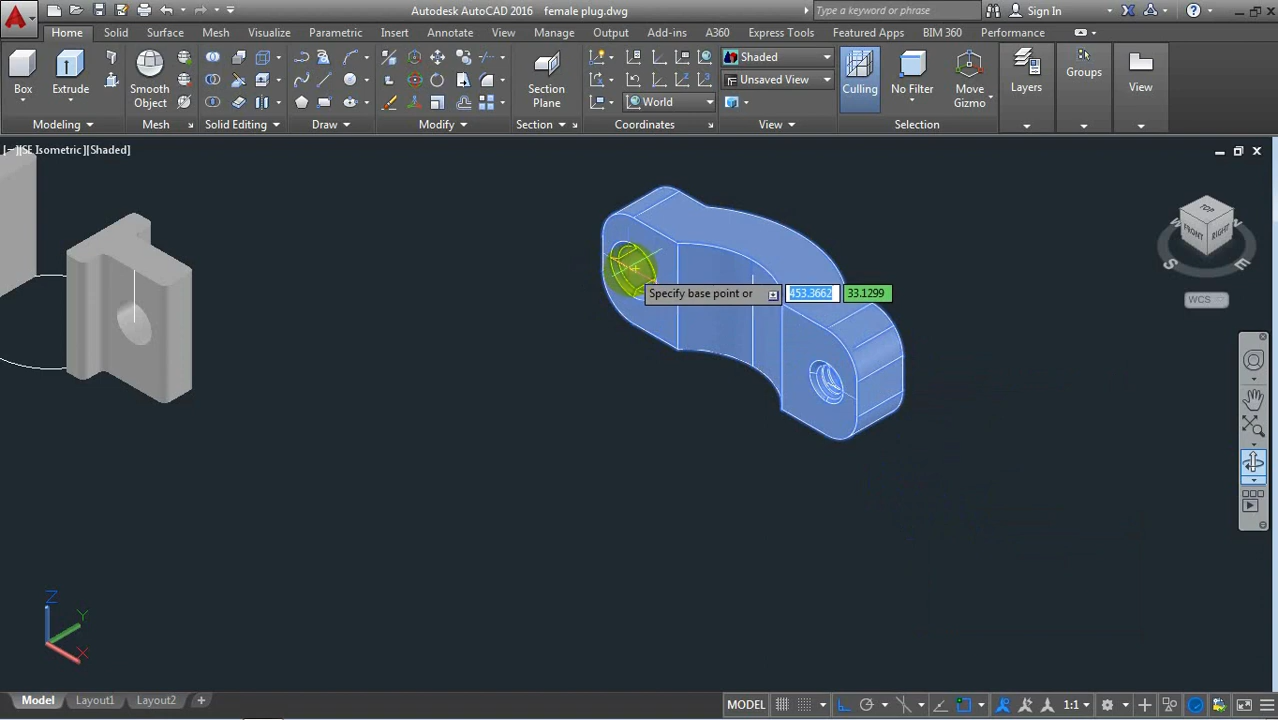 Autodesk AutoCAD 2016 female plug.dwg
Type a keyword or phrase
Sign In
Home Solid Surface Mesh Visualize Parametric Insert Annotate View Manage Output Add-ins A360 Express Tools Featured Apps BIM 360 Performance
Box
Extrude
Smooth
Object
Section
Plane
World
Shaded
Unsaved View
Culling
No Filter
Move
Gizmo
Layers
Groups
View
Modeling
Mesh
Solid Editing
Draw
Modify
Section
Coordinates
View
Selection
[−]SE Isometric][Shaded]
TOP
FRONT
RIGHT
W
S
E
WCS
Specify base point or
453.3662
33.1299
Z
Y
X
Model Layout1 Layout2 +
MODEL
1:1